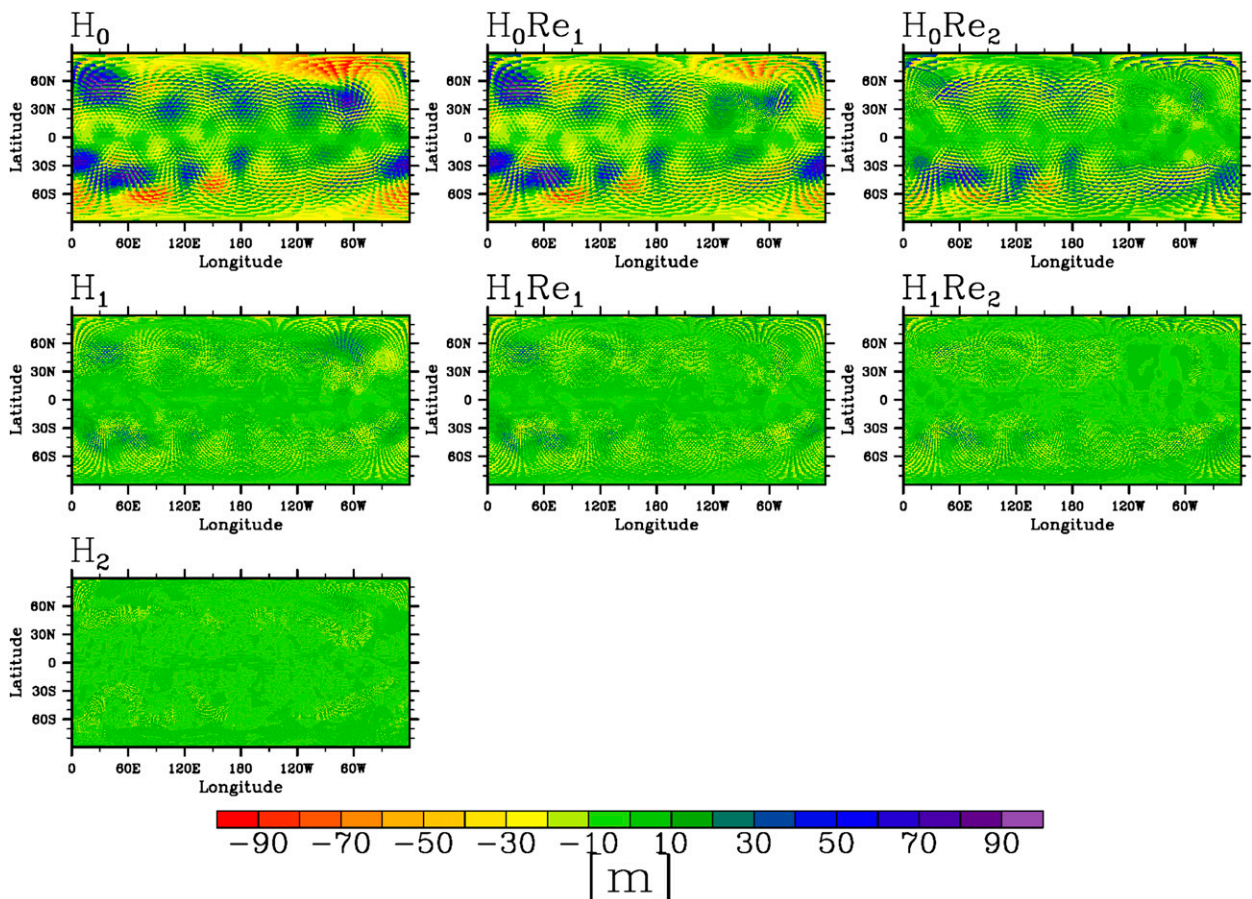 H₀ H₀Re₁ H₀Re₂
Latitude 60N 30N 0 30S 60S Latitude 60N 30N 0 30S 60S Latitude 60N 30N 0 30S 60S
0 60E 120E 180 120W 60W 0 60E 120E 180 120W 60W 0 60E 120E 180 120W 60W
Longitude Longitude Longitude
H₁ H₁Re₁ H₁Re₂
Latitude 60N 30N 0 30S 60S Latitude 60N 30N 0 30S 60S Latitude 60N 30N 0 30S 60S
0 60E 120E 180 120W 60W 0 60E 120E 180 120W 60W 0 60E 120E 180 120W 60W
Longitude Longitude Longitude
H₂
Latitude 60N 30N 0 30S 60S
0 60E 120E 180 120W 60W
Longitude
−90 −70 −50 −30 −10 10 30 50 70 90
[m]